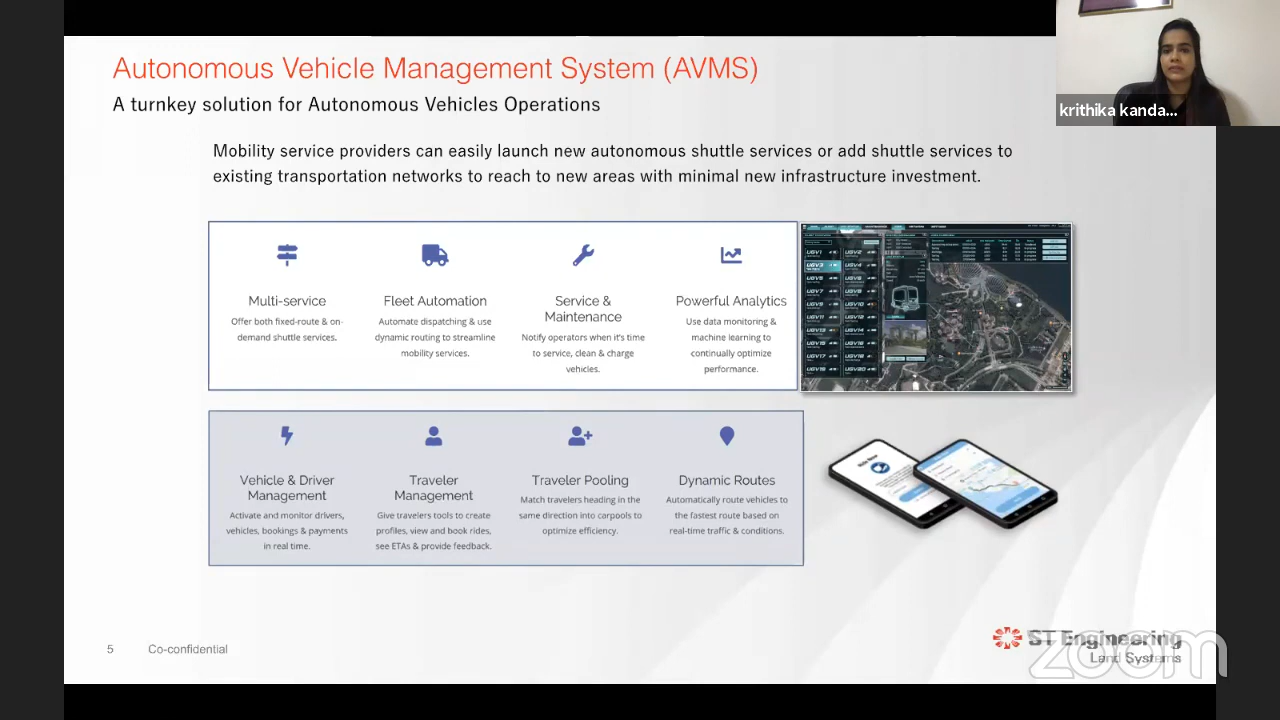 Autonomous Vehicle Management System (AVMS)
A turnkey solution for Autonomous Vehicles Operations
krithika kanda...
Mobility service providers can easily launch new autonomous shuttle services or add shuttle services to
existing transportation networks to reach to new areas with minimal new infrastructure investment.
Multi-service
Offer both fixed-route & on-
demand shuttle services.
Fleet Automation
Automate dispatching & use
dynamic routing to streamline
mobility services.
Service &
Maintenance
Notify operators when it's time
to service, clean & charge
vehicles.
Powerful Analytics
Use data monitoring &
machine learning to
continually optimize
performance.
UGV1
UGV2
UGV3
UGV4
Vehicle & Driver
Management
Activate and monitor drivers,
vehicles, bookings & payments
in real time.
Traveler
Management
Give travelers tools to create
profiles, view and book rides,
see ETAs & provide feedback.
Traveler Pooling
Match travelers heading in the
same direction into carpools to
optimize efficiency.
Dynamic Routes
Automatically route vehicles to
the fastest route based on
real-time traffic & conditions.
Ride Now
5
Co-confidential
ST Engineering
Land Systems
zoom